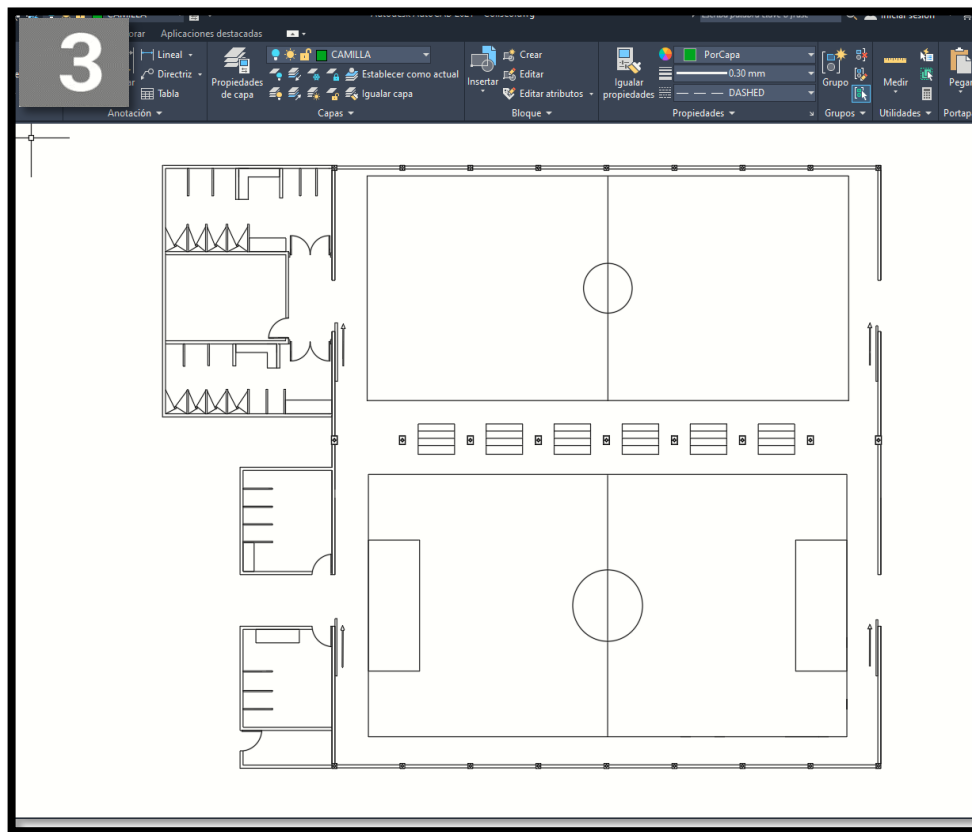 3
CAMILLA
Iniciar sesión
Aplicaciones destacadas
Lineal
Directriz
Tabla
Anotación
Propiedades
de capa
CAMILLA
Establecer como actual
Igualar capa
Capas
Insertar
Crear
Editar
Editar atributos
Bloque
Igualar
propiedades
PorCapa
0.30 mm
DASHED
Propiedades
Grupo
Grupos
Medir
Utilidades
Pegar
Portap